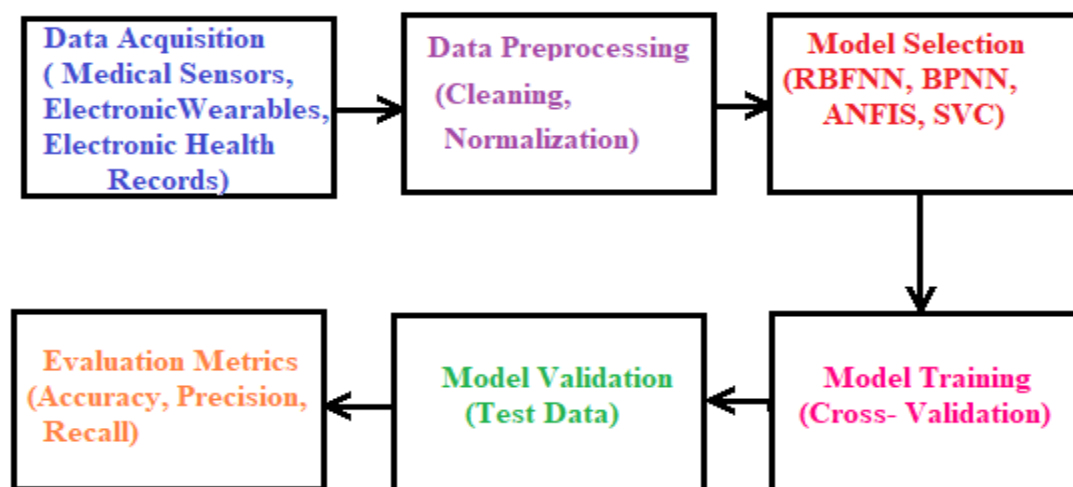 Data Acquisition
( Medical Sensors,
ElectronicWearables,
Electronic Health
Records)
Data Preprocessing
(Cleaning,
Normalization)
Model Selection
(RBFNN, BPNN,
ANFIS, SVC)
Model Training
(Cross- Validation)
Model Validation
(Test Data)
Evaluation Metrics
(Accuracy, Precision,
Recall)